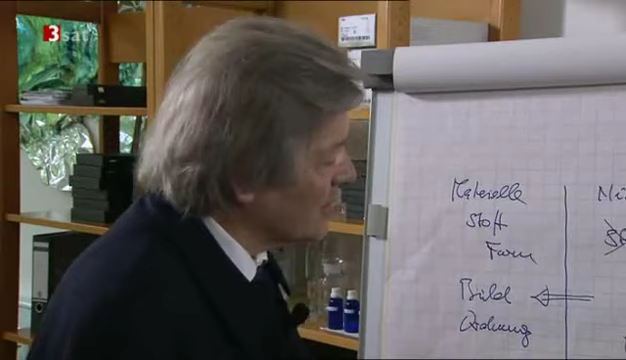 3sat
Materielle
Stoff
Form
Bild
Ordnung